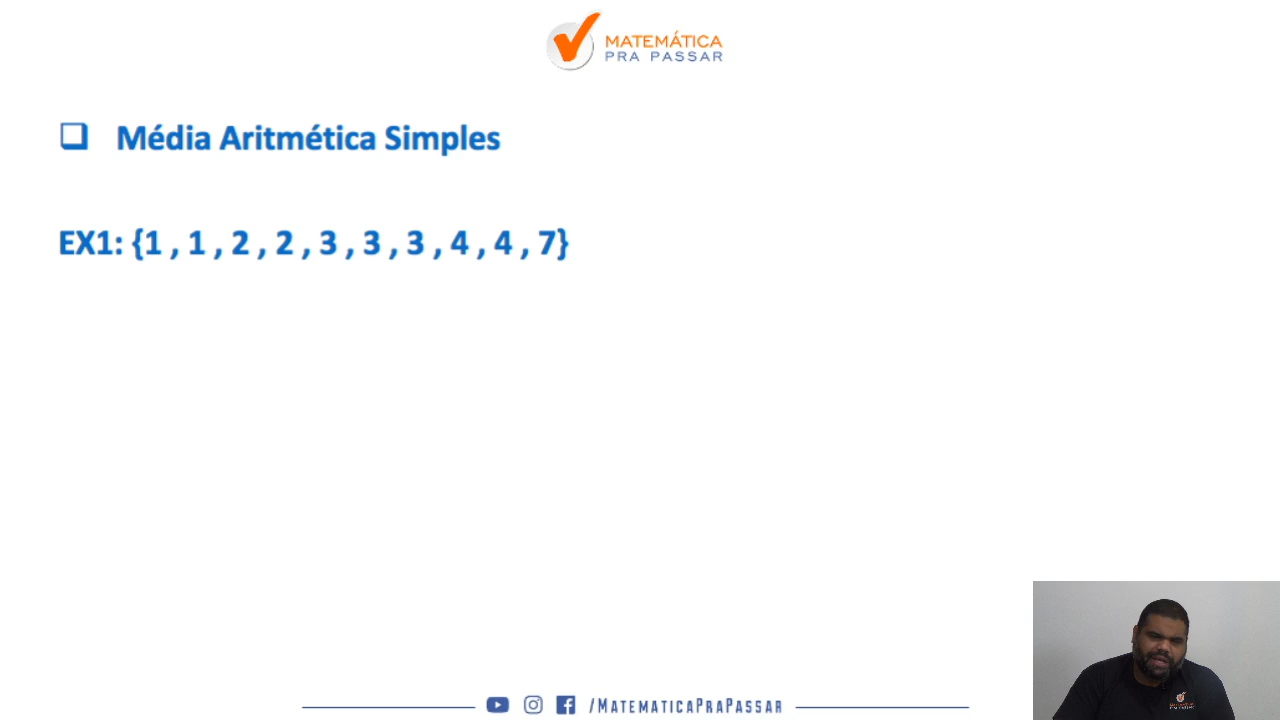 MATEMÁTICA
PRA PASSAR
Média Aritmética Simples
EX1: {1 , 1 , 2 , 2 , 3 , 3 , 3 , 4 , 4 , 7}
/MATEMATICAPRAPASSAR